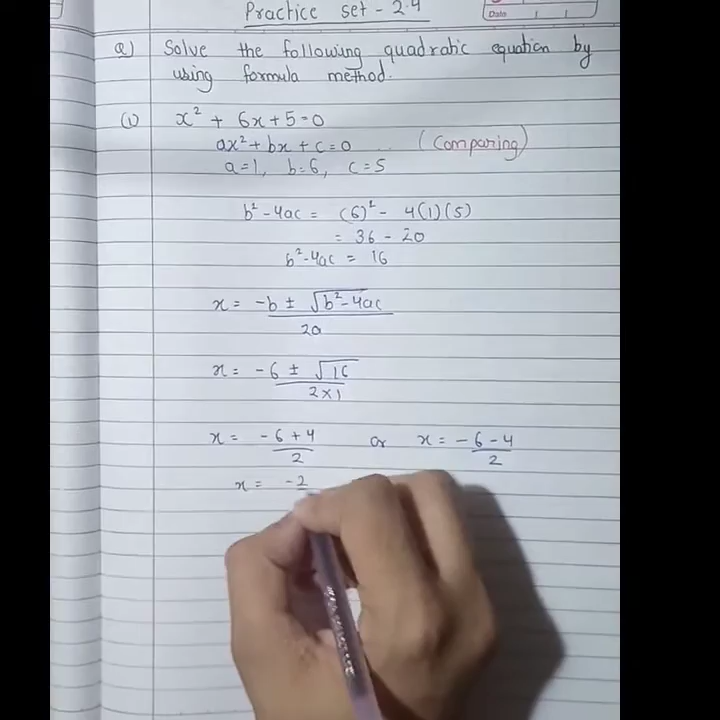 Practice set - 2.4
Date
Q) Solve the following quadratic equation by
using formula method.
(1) x² + 6x + 5 = 0
ax² + bx + c = 0 (Comparing)
a=1, b=6, c=5
b² - 4ac = (6)² - 4(1)(5)
= 36 - 20
b² - 4ac = 16
x = -b ± √b² - 4ac
2a
x = -6 ± √16
2×1
x = -6 + 4 or x = -6 - 4
2 2
x = -2